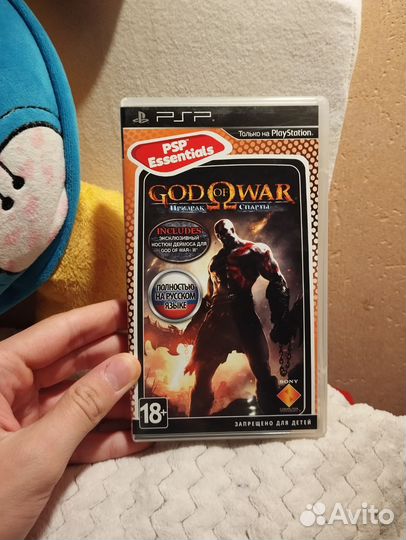 PSP
Только на PlayStation
PSP
Essentials
GOD OF WAR
Призрак Спарты
INCLUDES
эксклюзивный
костюм Деймоса для
GOD OF WAR III
ПОЛНОСТЬЮ
НА РУССКОМ
ЯЗЫКЕ
18+
SONY
ЗАПРЕЩЕНО ДЛЯ ДЕТЕЙ
Avito